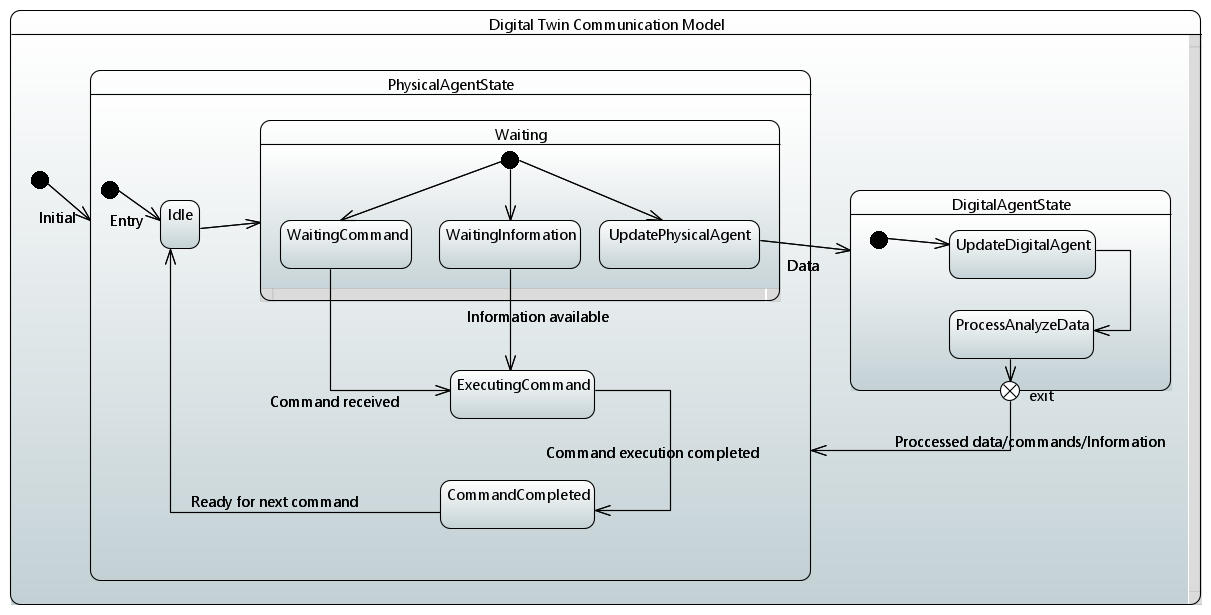 Digital Twin Communication Model
PhysicalAgentState
Waiting
Initial
Entry
Idle
WaitingCommand
WaitingInformation
UpdatePhysicalAgent
Data
DigitalAgentState
UpdateDigitalAgent
ProcessAnalyzeData
exit
Information available
ExecutingCommand
Command received
Proccessed data/commands/Information
Command execution completed
CommandCompleted
Ready for next command